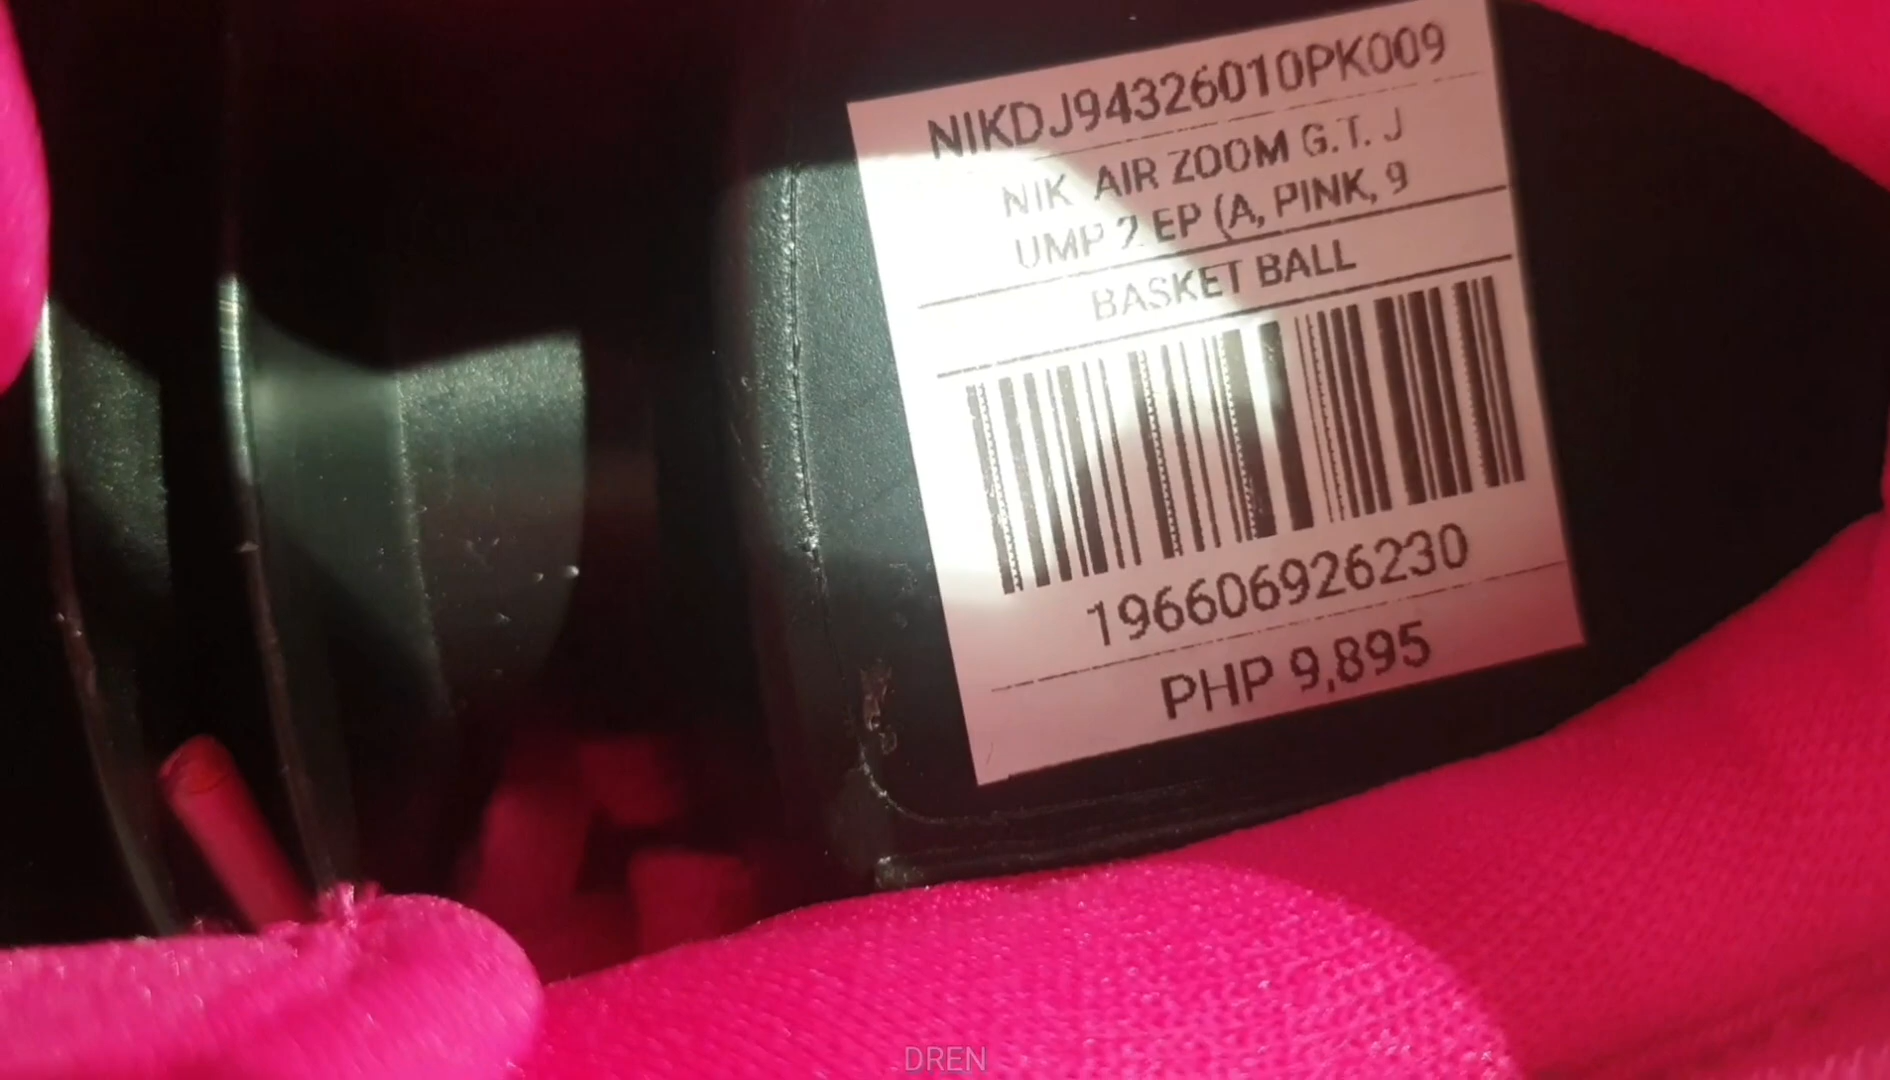 NIKDJ94326010PK009
NIK AIR ZOOM G.T. J
UMP 2 EP (A, PINK, 9
BASKET BALL
196606926230
PHP 9,895
DREN